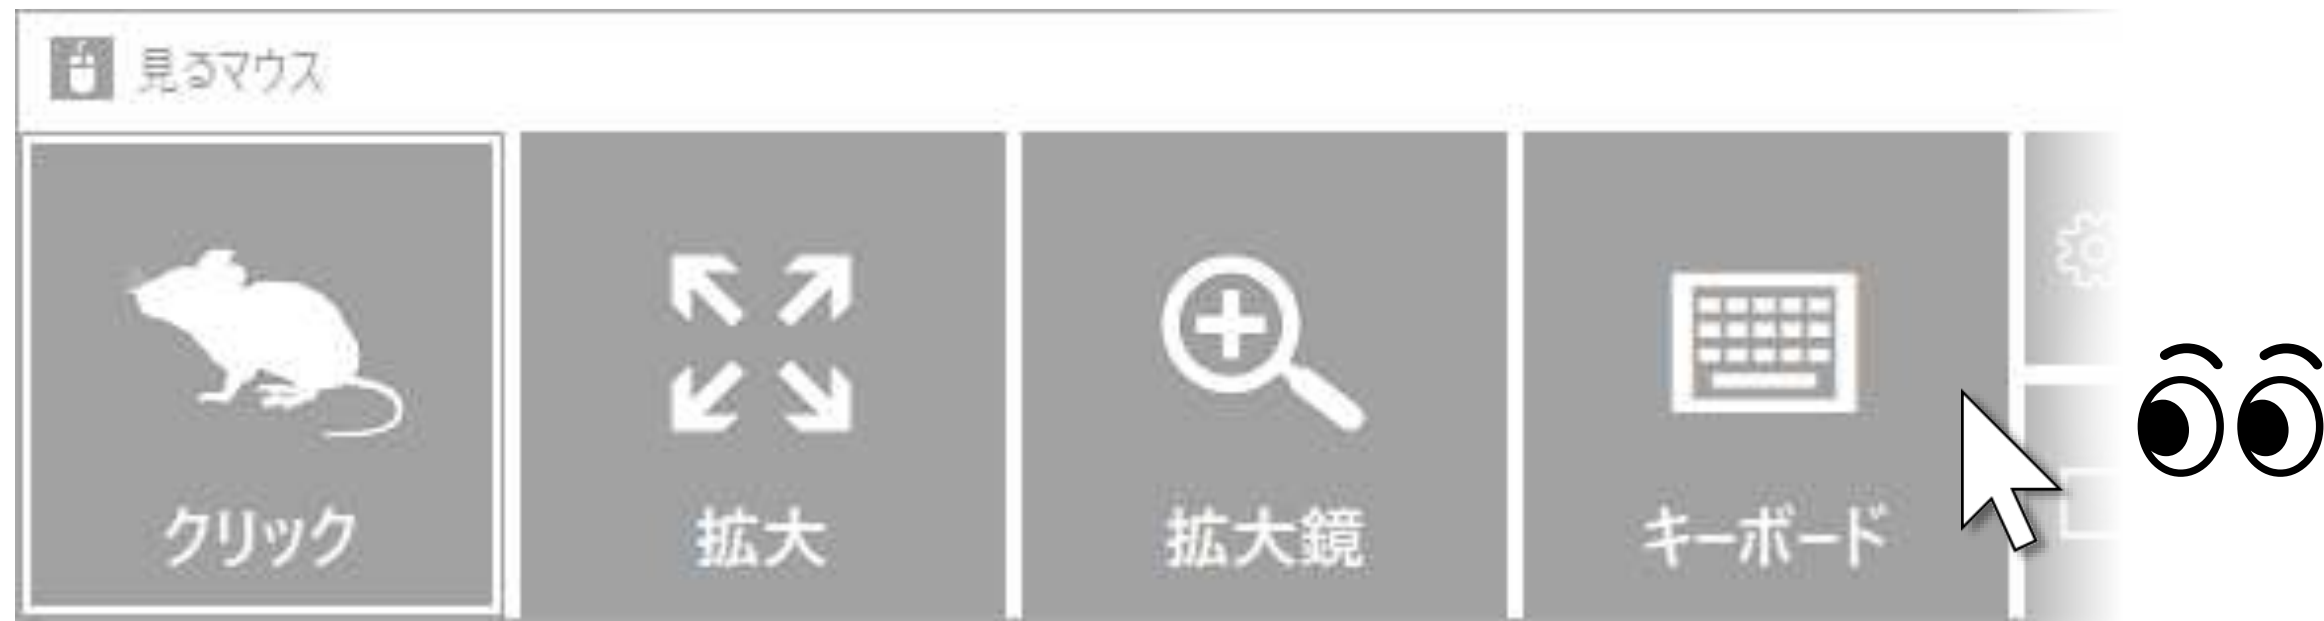 見るマウス
クリック
拡大
拡大鏡
キーボード